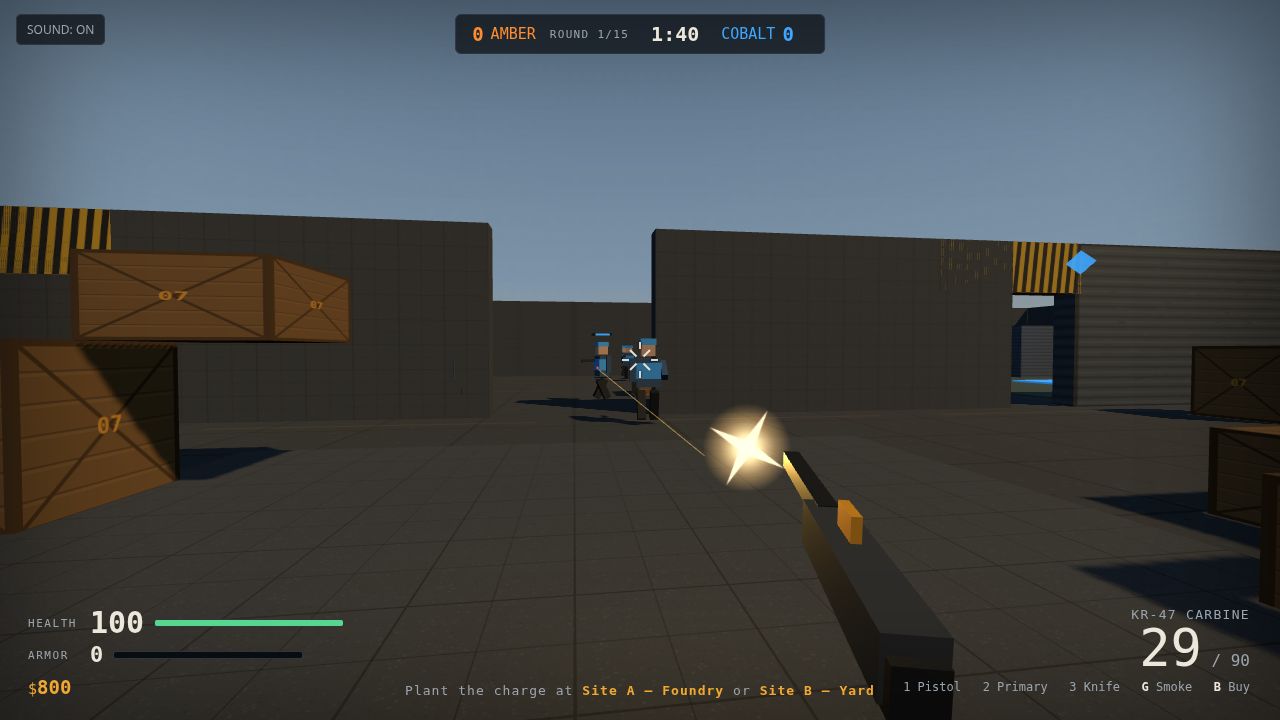 SOUND: ON
0 AMBER ROUND 1/15 1:40 COBALT 0
07
07
07
07
HEALTH 100
ARMOR 0
$800
Plant the charge at Site A — Foundry or Site B — Yard
KR-47 CARBINE
29 / 90
1 Pistol 2 Primary 3 Knife G Smoke B Buy